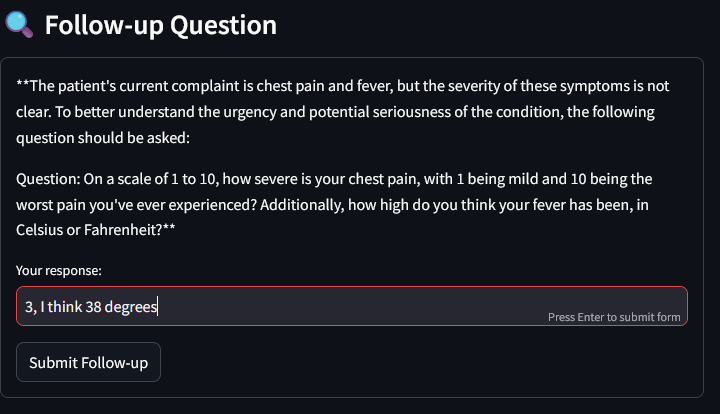 Follow-up Question
**The patient's current complaint is chest pain and fever, but the severity of these symptoms is not
clear. To better understand the urgency and potential seriousness of the condition, the following
question should be asked:
Question: On a scale of 1 to 10, how severe is your chest pain, with 1 being mild and 10 being the
worst pain you've ever experienced? Additionally, how high do you think your fever has been, in
Celsius or Fahrenheit?**
Your response:
3, I think 38 degrees
Press Enter to submit form
Submit Follow-up